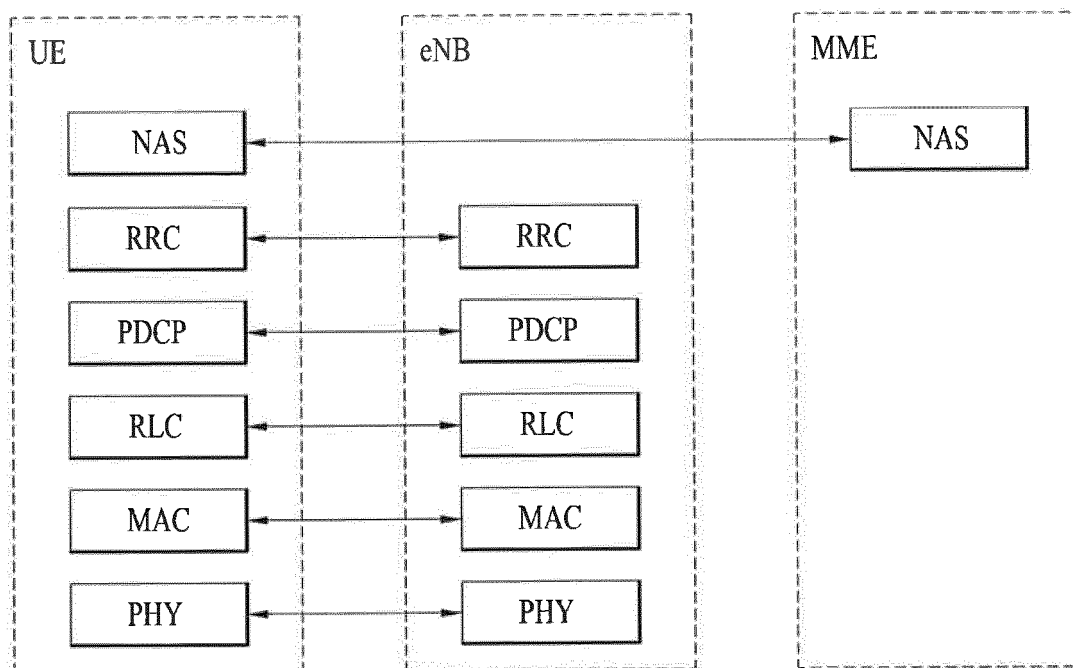 UE
eNB
MME
NAS
NAS
RRC
RRC
PDCP
PDCP
RLC
RLC
MAC
MAC
PHY
PHY